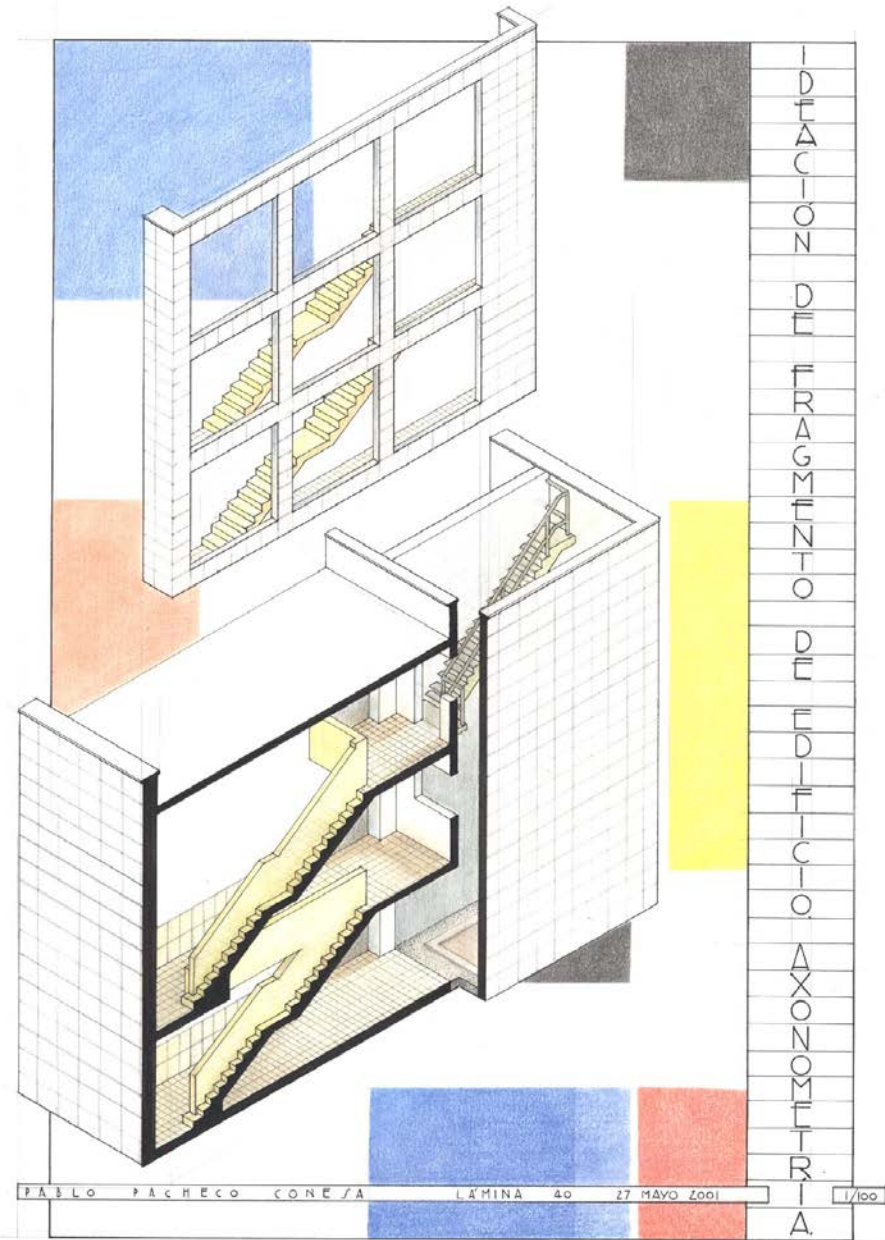 IDEACIÓN DE FRAGMENTO DE EDIFICIO. AXONOMETRÍA.
PABLO PACHECO CONESA LÁMINA 40 27 MAYO 2001 1/100